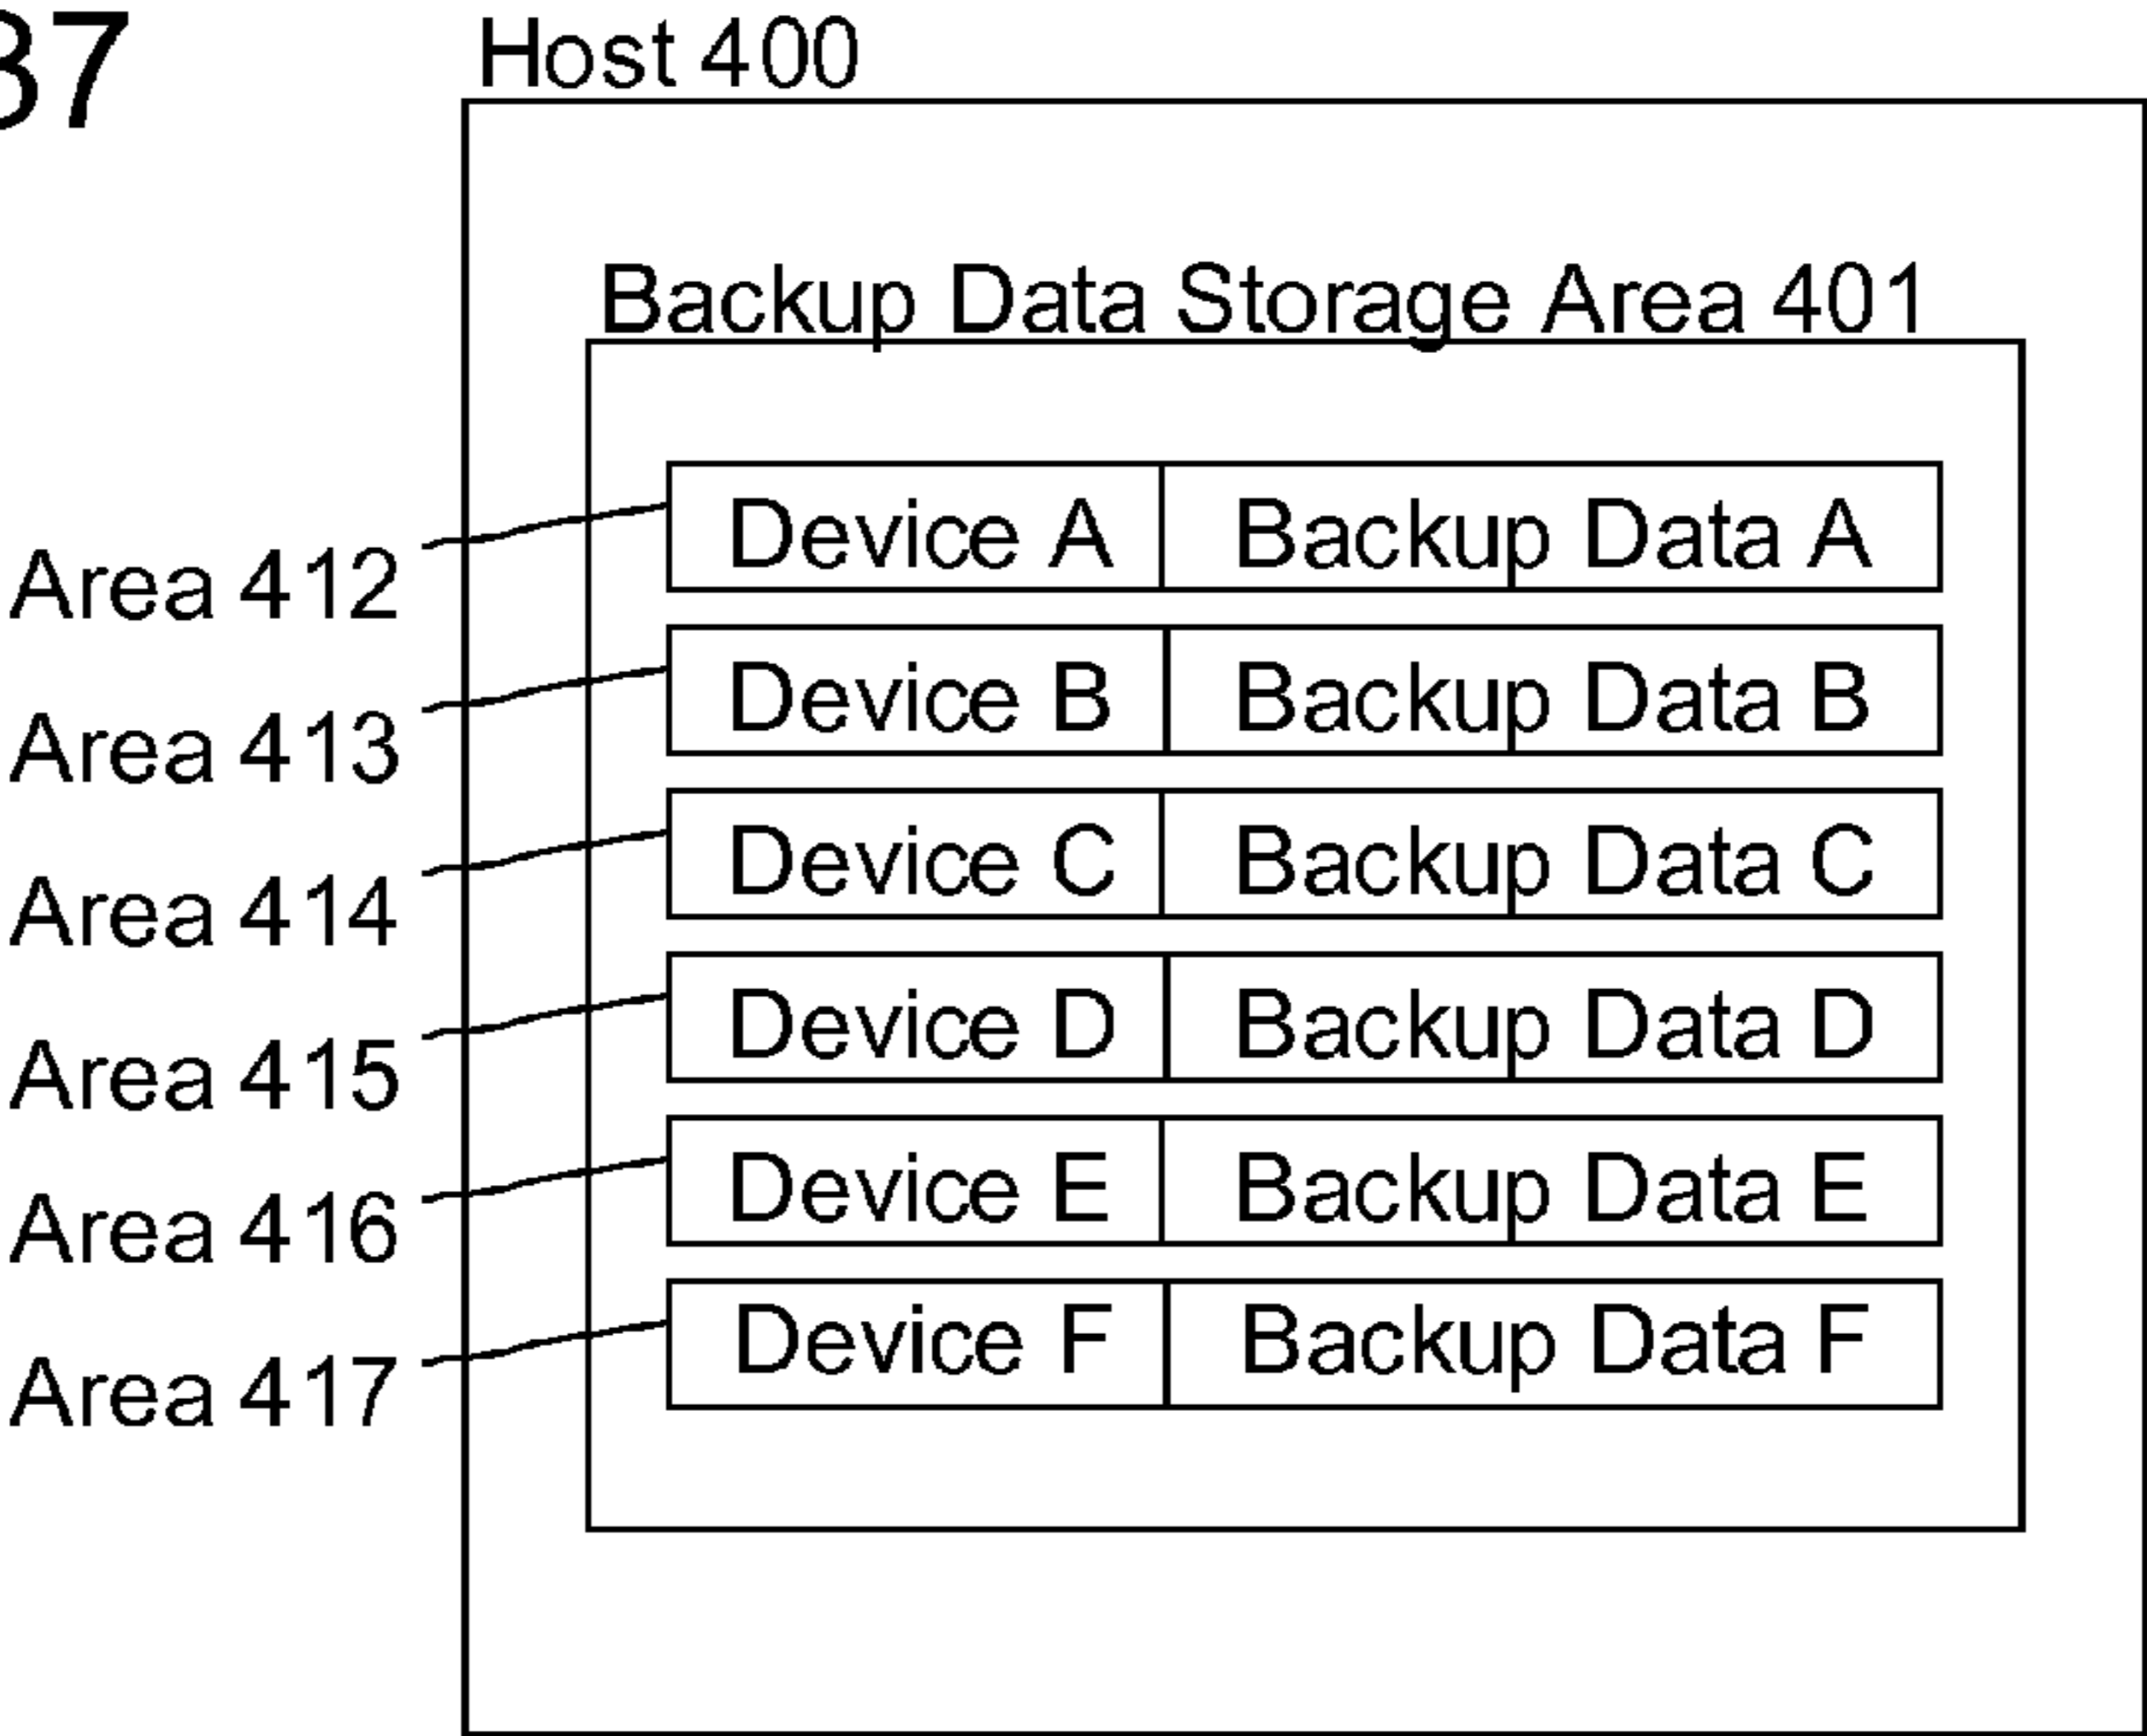 37
Host 400
Backup Data Storage Area 401
Area 412 Device A Backup Data A
Area 413 Device B Backup Data B
Area 414 Device C Backup Data C
Area 415 Device D Backup Data D
Area 416 Device E Backup Data E
Area 417 Device F Backup Data F